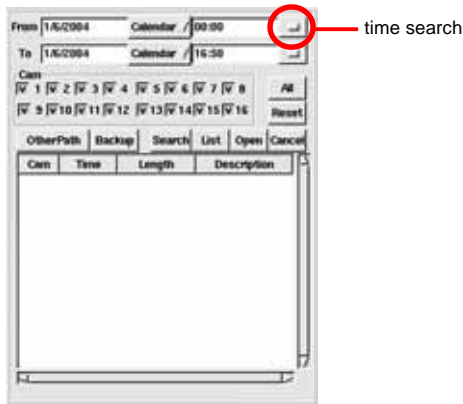 From 1/6/2004 Calendar / 00:00
time search
To 1/6/2004 Calendar / 16:50
Cam
1 2 3 4 5 6 7 8 All
9 10 11 12 13 14 15 16 Reset
OtherPath Backup Search List Open Cancel
Cam Time Length Description